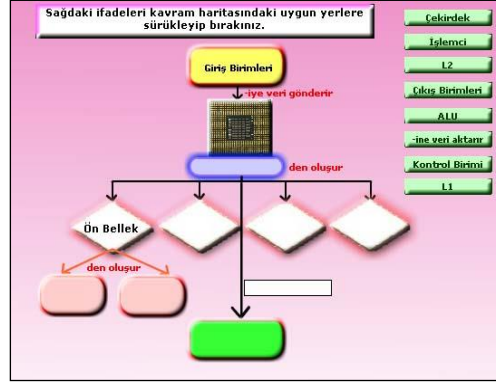 Sağdaki ifadeleri kavram haritasındaki uygun yerlere
sürükleyip bırakınız.
Giriş Birimleri
-iye veri gönderir
den oluşur
Ön Bellek
den oluşur
Çekirdek
İşlemci
L2
Çıkış Birimleri
ALU
-ine veri aktarır
Kontrol Birimi
L1